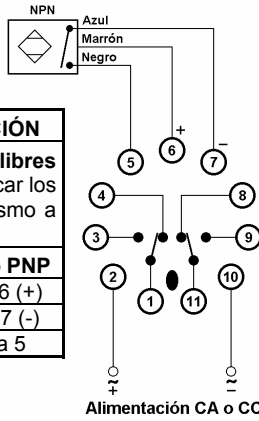 NPN
Azul
Marrón
Negro
+
−
5
6
7
CIÓN
libres
car los
smo a
PNP
6 (+)
7 (-)
a 5
4
8
3
9
2
10
1
11
~
+
~
−
Alimentación CA o CC